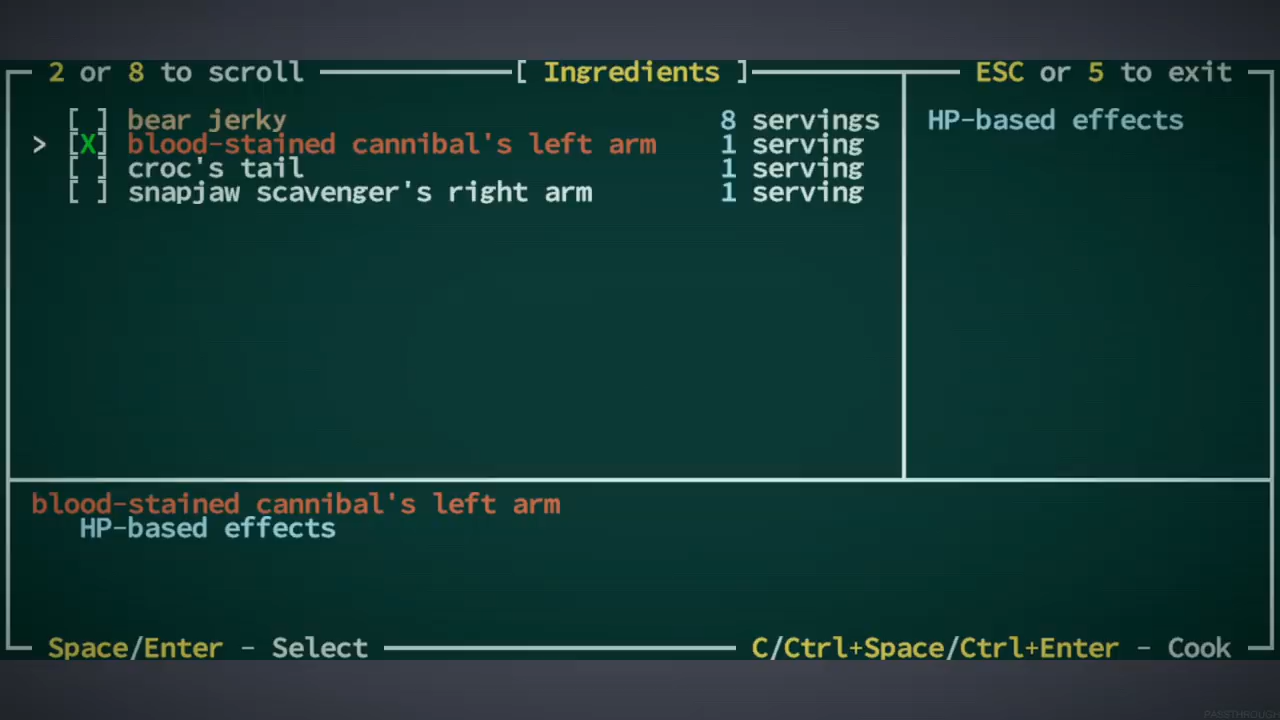 2 or 8 to scroll [ Ingredients ] ESC or 5 to exit
[ ] bear jerky 8 servings HP-based effects
> [X] blood-stained cannibal's left arm 1 serving
[ ] croc's tail 1 serving
[ ] snapjaw scavenger's right arm 1 serving
blood-stained cannibal's left arm
HP-based effects
Space/Enter - Select C/Ctrl+Space/Ctrl+Enter - Cook